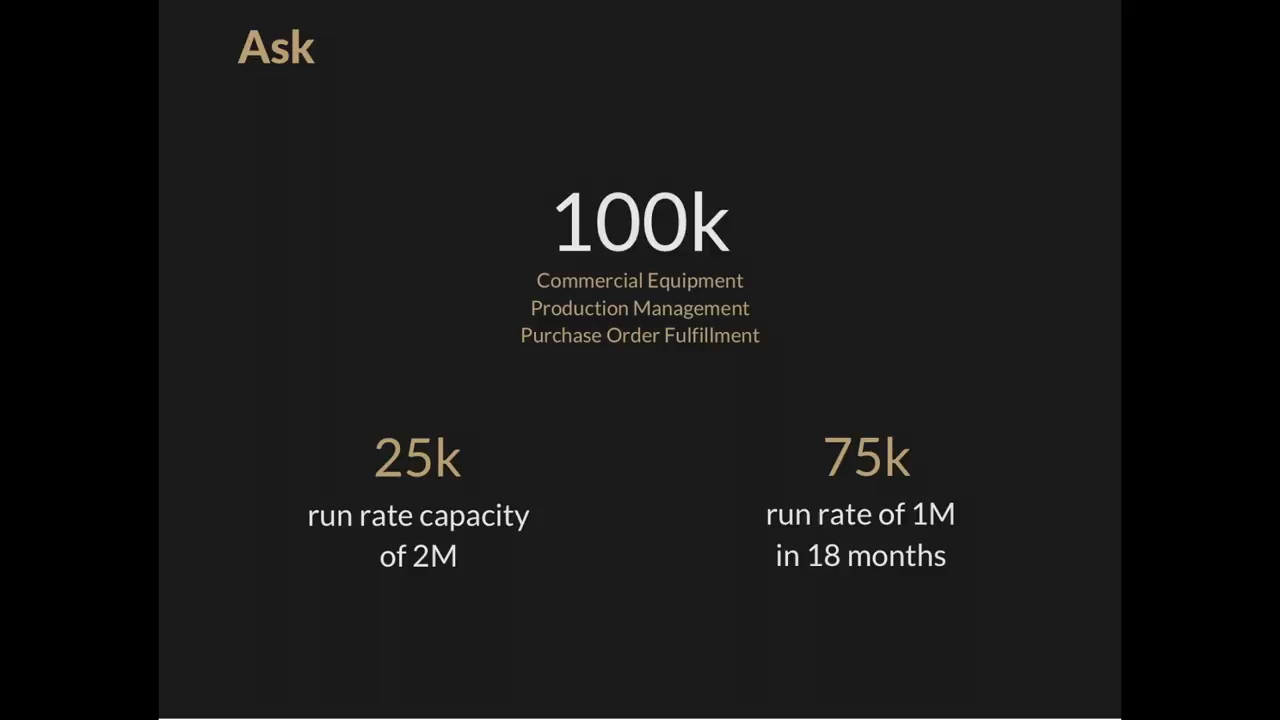 Ask
100k
Commercial Equipment
Production Management
Purchase Order Fulfillment
25k
run rate capacity
of 2M
75k
run rate of 1M
in 18 months